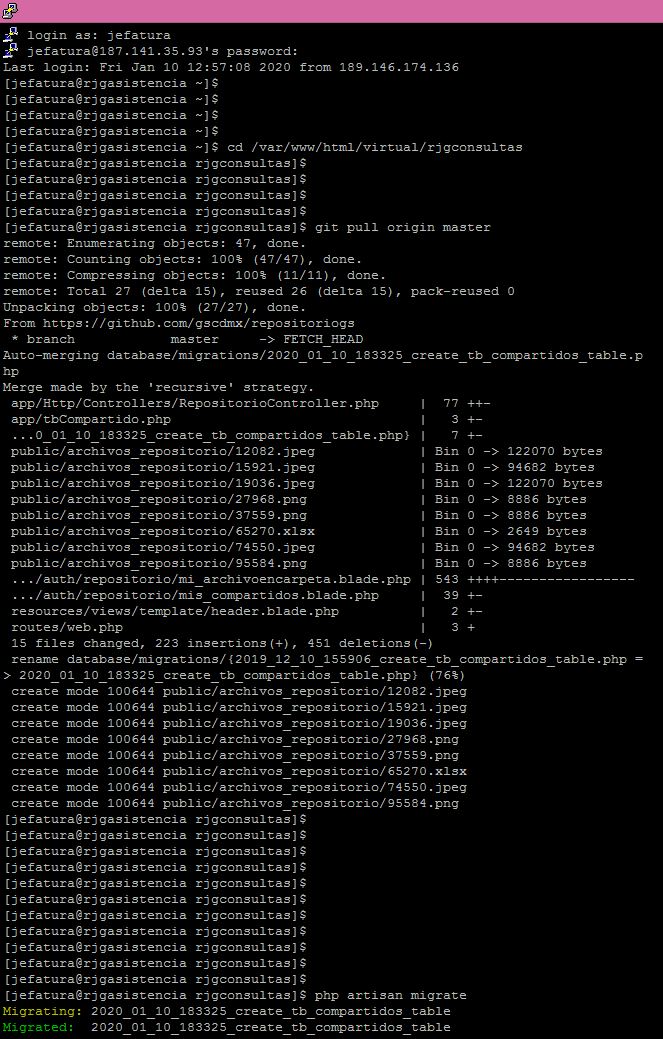 login as: jefatura
jefatura@187.141.35.93's password:
Last login: Fri Jan 10 12:57:08 2020 from 189.146.174.136
[jefatura@rjgasistencia ~]$
[jefatura@rjgasistencia ~]$
[jefatura@rjgasistencia ~]$
[jefatura@rjgasistencia ~]$
[jefatura@rjgasistencia ~]$ cd /var/www/html/virtual/rjgconsultas
[jefatura@rjgasistencia rjgconsultas]$
[jefatura@rjgasistencia rjgconsultas]$
[jefatura@rjgasistencia rjgconsultas]$
[jefatura@rjgasistencia rjgconsultas]$
[jefatura@rjgasistencia rjgconsultas]$ git pull origin master
remote: Enumerating objects: 47, done.
remote: Counting objects: 100% (47/47), done.
remote: Compressing objects: 100% (11/11), done.
remote: Total 27 (delta 15), reused 26 (delta 15), pack-reused 0
Unpacking objects: 100% (27/27), done.
From https://github.com/gscdmx/repositoriogs
 * branch            master     -> FETCH_HEAD
Auto-merging database/migrations/2020_01_10_183325_create_tb_compartidos_table.p
hp
Merge made by the 'recursive' strategy.
 app/Http/Controllers/RepositorioController.php     |  77 ++-
 app/tbCompartido.php                               |   3 +-
 ...0_01_10_183325_create_tb_compartidos_table.php} |   7 +-
 public/archivos_repositorio/12082.jpeg             | Bin 0 -> 122070 bytes
 public/archivos_repositorio/15921.jpeg             | Bin 0 -> 94682 bytes
 public/archivos_repositorio/19036.jpeg             | Bin 0 -> 122070 bytes
 public/archivos_repositorio/27968.png              | Bin 0 -> 8886 bytes
 public/archivos_repositorio/37559.png              | Bin 0 -> 8886 bytes
 public/archivos_repositorio/65270.xlsx             | Bin 0 -> 2649 bytes
 public/archivos_repositorio/74550.jpeg             | Bin 0 -> 94682 bytes
 public/archivos_repositorio/95584.png              | Bin 0 -> 8886 bytes
 .../auth/repositorio/mi_archivoencarpeta.blade.php | 543 ++++-----------------
 .../auth/repositorio/mis_compartidos.blade.php     |  39 +-
 resources/views/template/header.blade.php          |   2 +-
 routes/web.php                                     |   3 +
 15 files changed, 223 insertions(+), 451 deletions(-)
 rename database/migrations/{2019_12_10_155906_create_tb_compartidos_table.php =
> 2020_01_10_183325_create_tb_compartidos_table.php} (76%)
 create mode 100644 public/archivos_repositorio/12082.jpeg
 create mode 100644 public/archivos_repositorio/15921.jpeg
 create mode 100644 public/archivos_repositorio/19036.jpeg
 create mode 100644 public/archivos_repositorio/27968.png
 create mode 100644 public/archivos_repositorio/37559.png
 create mode 100644 public/archivos_repositorio/65270.xlsx
 create mode 100644 public/archivos_repositorio/74550.jpeg
 create mode 100644 public/archivos_repositorio/95584.png
[jefatura@rjgasistencia rjgconsultas]$
[jefatura@rjgasistencia rjgconsultas]$
[jefatura@rjgasistencia rjgconsultas]$
[jefatura@rjgasistencia rjgconsultas]$
[jefatura@rjgasistencia rjgconsultas]$
[jefatura@rjgasistencia rjgconsultas]$
[jefatura@rjgasistencia rjgconsultas]$
[jefatura@rjgasistencia rjgconsultas]$
[jefatura@rjgasistencia rjgconsultas]$
[jefatura@rjgasistencia rjgconsultas]$
[jefatura@rjgasistencia rjgconsultas]$
[jefatura@rjgasistencia rjgconsultas]$ php artisan migrate
Migrating: 2020_01_10_183325_create_tb_compartidos_table
Migrated:  2020_01_10_183325_create_tb_compartidos_table